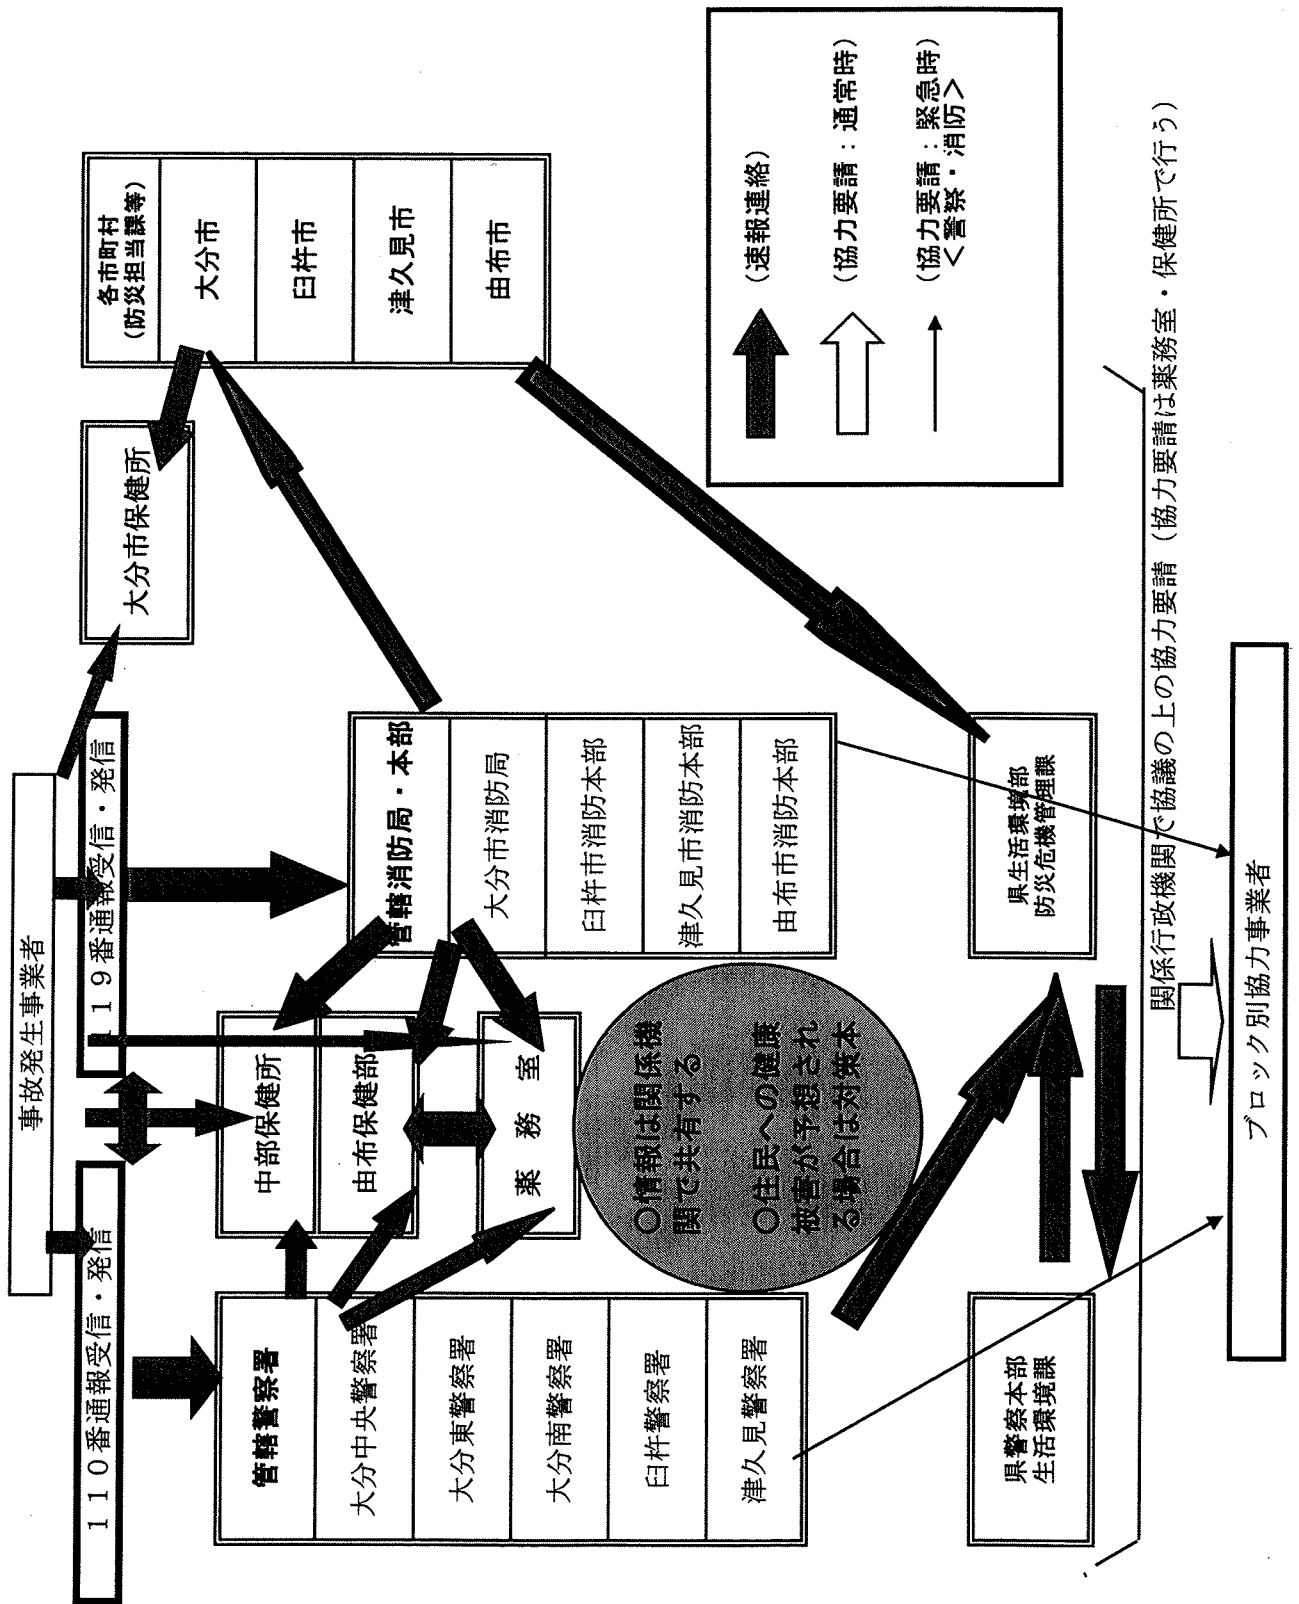 事故発生事業者
１１０番通報受信・発信
１１９番通報受信・発信
管轄警察署
大分中央警察署
大分東警察署
大分南警察署
臼杵警察署
津久見警察署
中部保健所
由布保健部
薬務室
管轄消防局・本部
大分市消防局
臼杵市消防本部
津久見市消防本部
由布市消防本部
大分市保健所
各市町村
（防災担当課等）
大分市
臼杵市
津久見市
由布市
〇情報は関係機
関で共有する
〇住民への健康
被害が予想され
る場合は対策本
県警察本部
生活環境課
県生活環境部
防災危機管理課
（速報連絡）
（協力要請：通常時）
（協力要請：緊急時）
＜警察・消防＞
関係行政機関で協議の上の協力要請（協力要請は薬務室・保健所で行う）
ブロック別協力事業者